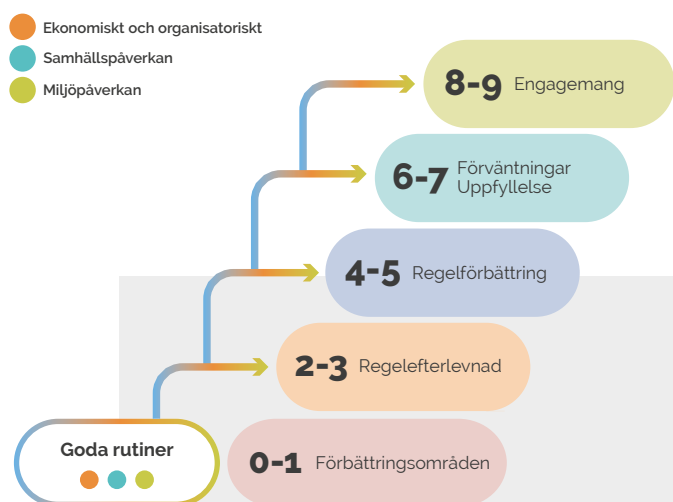 Ekonomiskt och organisatoriskt
Samhällspåverkan
Miljöpåverkan
8-9 Engagemang
6-7 Förväntningar
Uppfyllelse
4-5 Regelförbättring
2-3 Regelefterlevnad
Goda rutiner
0-1 Förbättringsområden